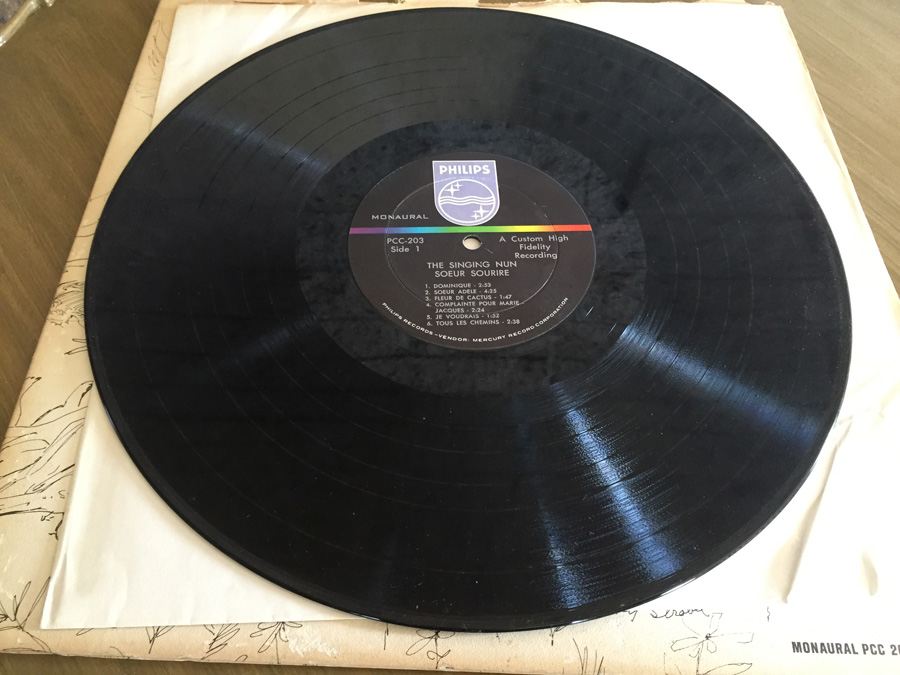 PHILIPS
MONAURAL
PCC-203
Side 1
A Custom High
Fidelity
Recording
THE SINGING NUN
SOEUR SOURIRE
1. DOMINIQUE - 2:53
2. SOEUR ADELE - 4:25
3. FLEUR DE CACTUS - 1:47
4. COMPLAINTE POUR MARIE-
JACQUES - 2:24
5. JE VOUDRAIS - 1:52
6. TOUS LES CHEMINS - 2:38
PHILIPS RECORDS-VENDOR: MERCURY RECORD CORPORATION
MONAURAL PCC 2